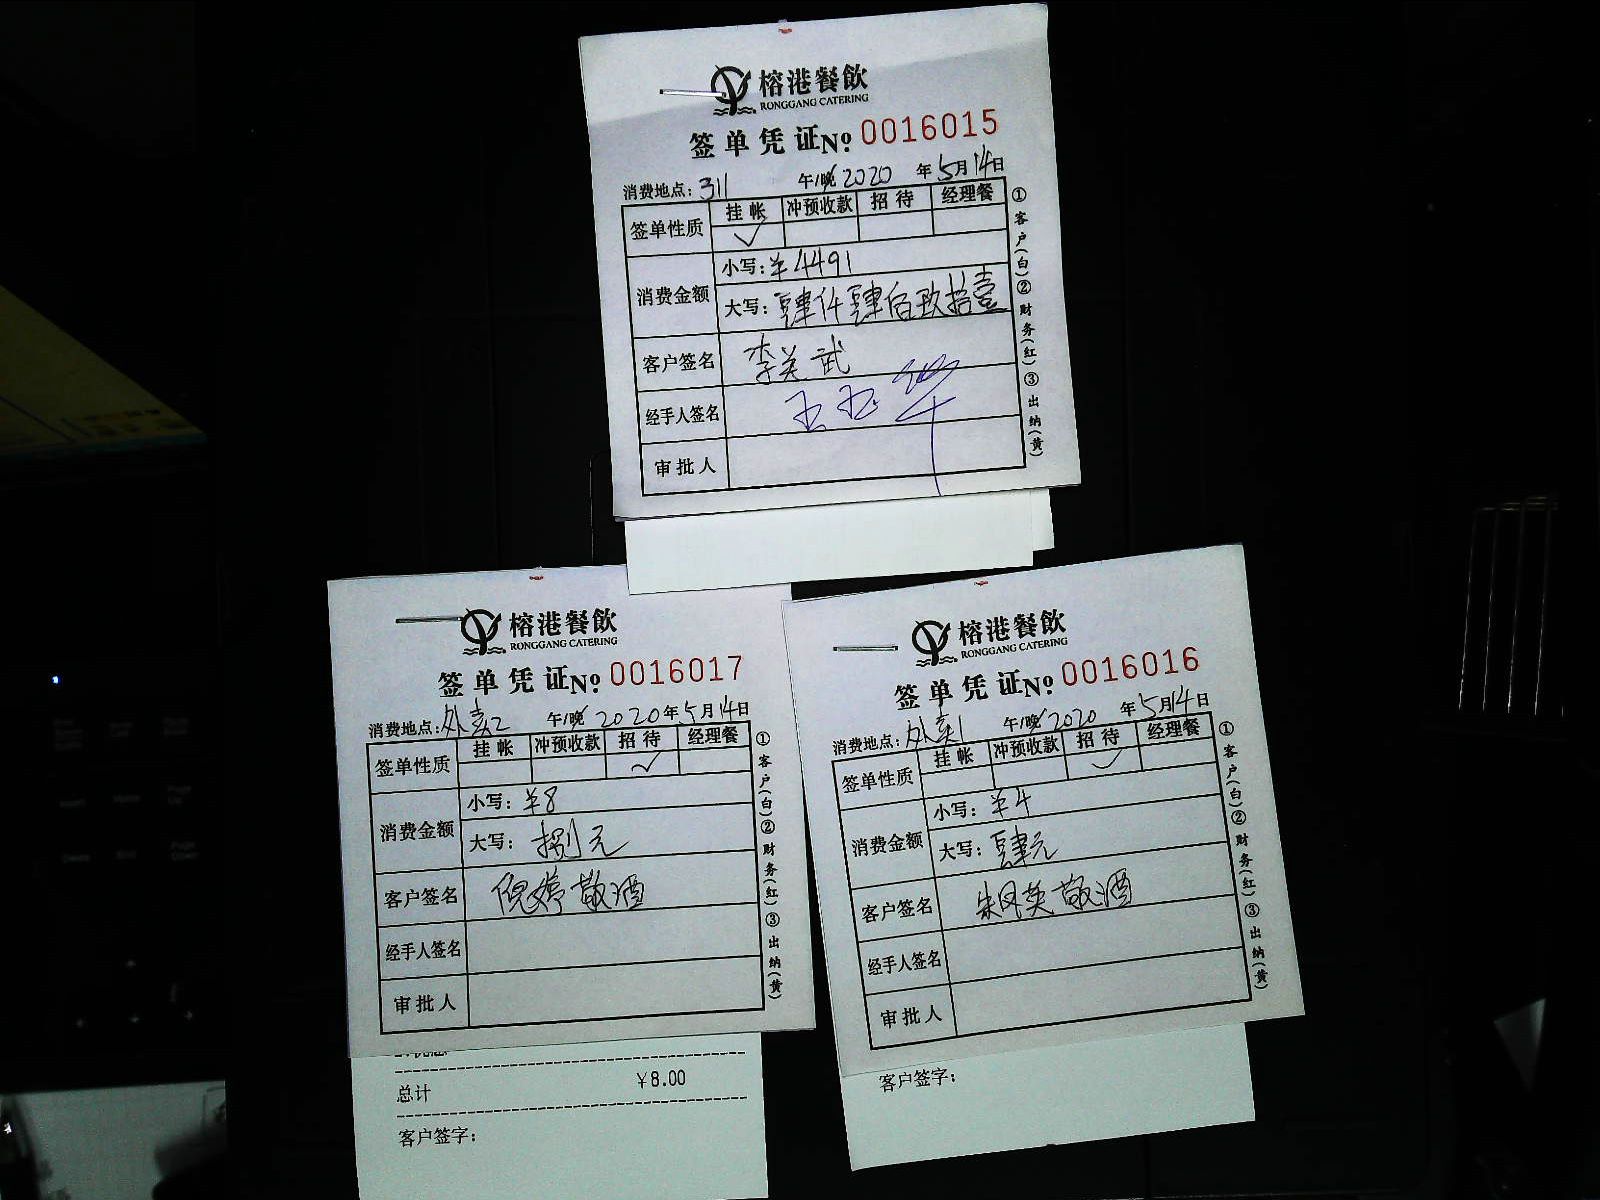 榕港餐飲
RONGGANG CATERING
签单凭证 No 0016015
消费地点：311 午/晚 2020 年 5月 14日
签单性质 挂帐 冲预收款 招待 经理餐
✓
消费金额 小写：¥4491
大写：肆仟肆佰玖拾壹
客户签名 李美武
经手人签名
审批人
①客户(白)②财务(红)③出纳(黄)
榕港餐飲
RONGGANG CATERING
签单凭证 No 0016017
消费地点：外卖2 午/晚 2020 年 5月 14日
签单性质 挂帐 冲预收款 招待 经理餐
✓
消费金额 小写：¥8
大写：捌元
客户签名 倪婷敬酒
经手人签名
审批人
①客户(白)②财务(红)③出纳(黄)
总计 ¥8.00
客户签字：
榕港餐飲
RONGGANG CATERING
签单凭证 No 0016016
消费地点：外卖1 午/晚 2020 年 5月 14日
签单性质 挂帐 冲预收款 招待 经理餐
✓
消费金额 小写：¥4
大写：肆元
客户签名 朱凤英敬酒
经手人签名
审批人
①客户(白)②财务(红)③出纳(黄)
客户签字：